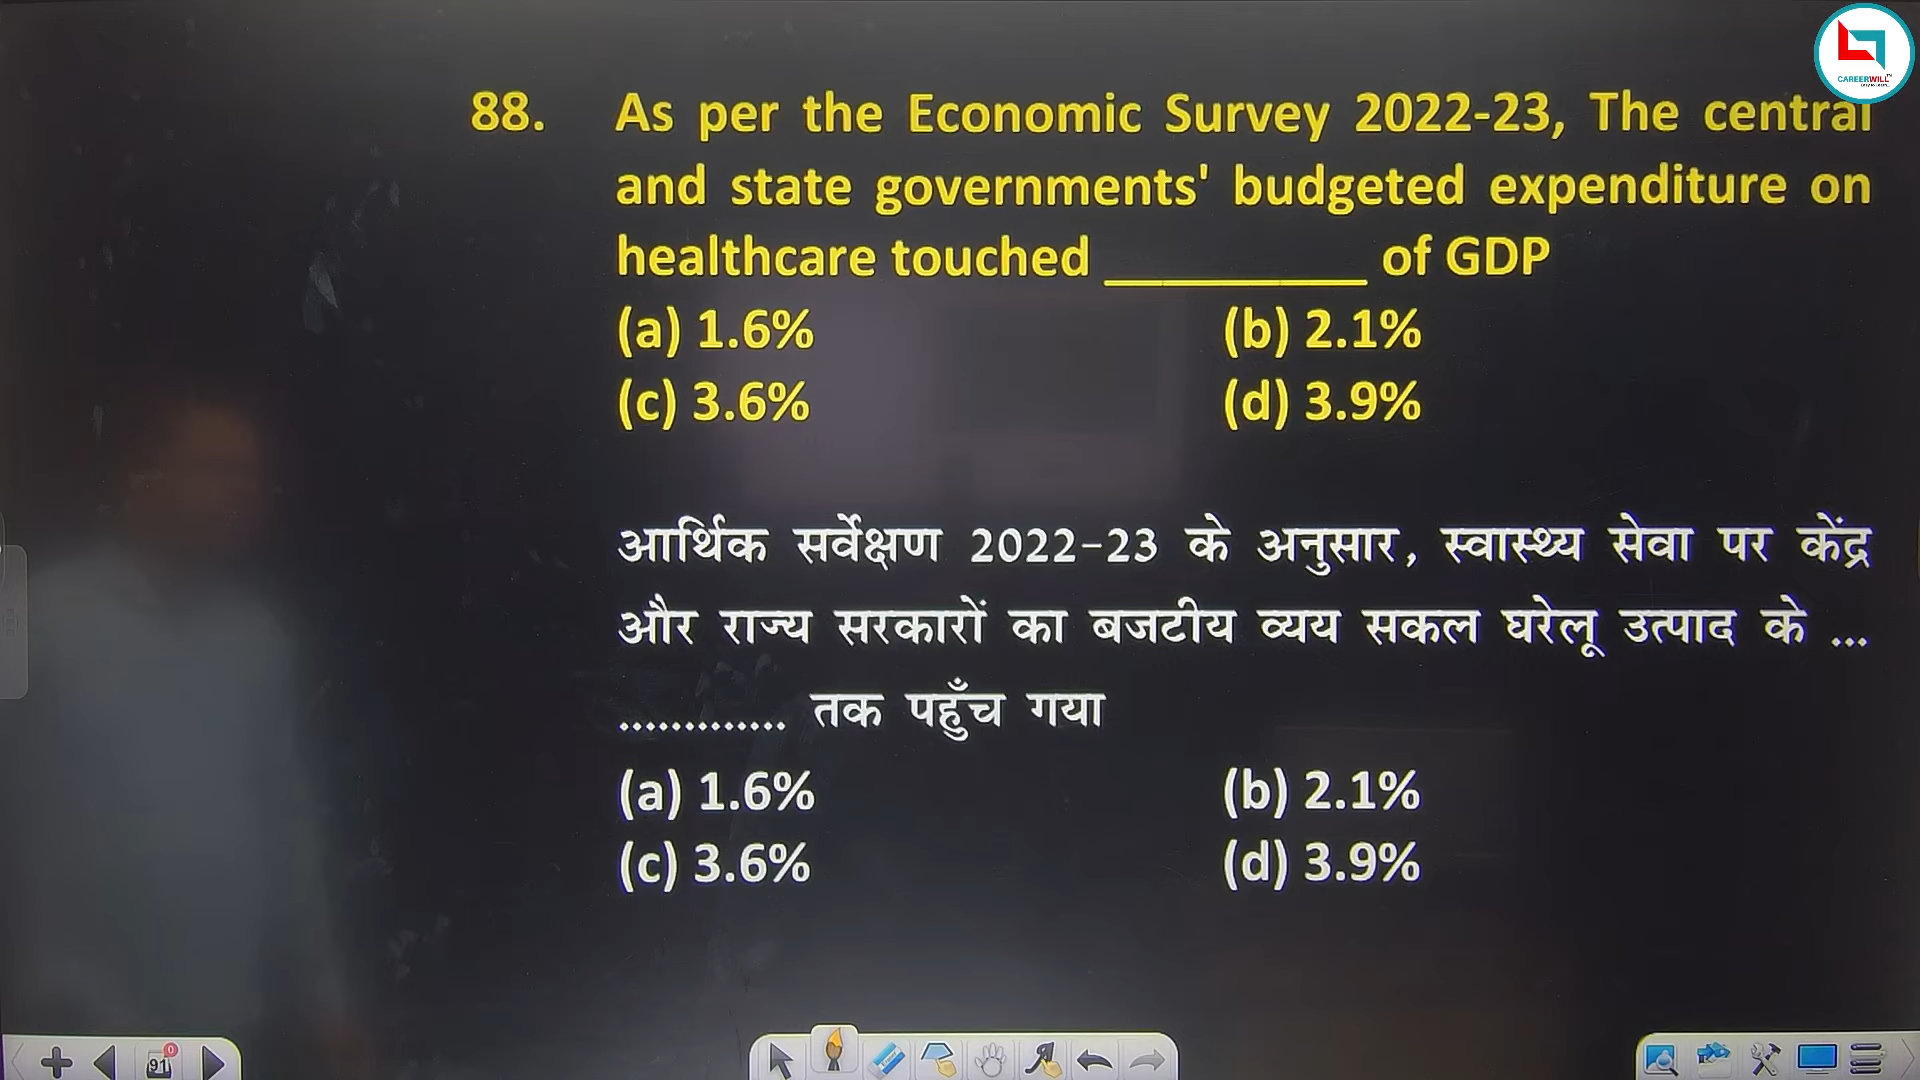 CAREERWILL
88. As per the Economic Survey 2022-23, The central
and state governments' budgeted expenditure on
healthcare touched __________ of GDP
(a) 1.6% (b) 2.1%
(c) 3.6% (d) 3.9%
आर्थिक सर्वेक्षण 2022-23 के अनुसार, स्वास्थ्य सेवा पर केंद्र
और राज्य सरकारों का बजटीय व्यय सकल घरेलू उत्पाद के ...
............. तक पहुँच गया
(a) 1.6% (b) 2.1%
(c) 3.6% (d) 3.9%
91 0